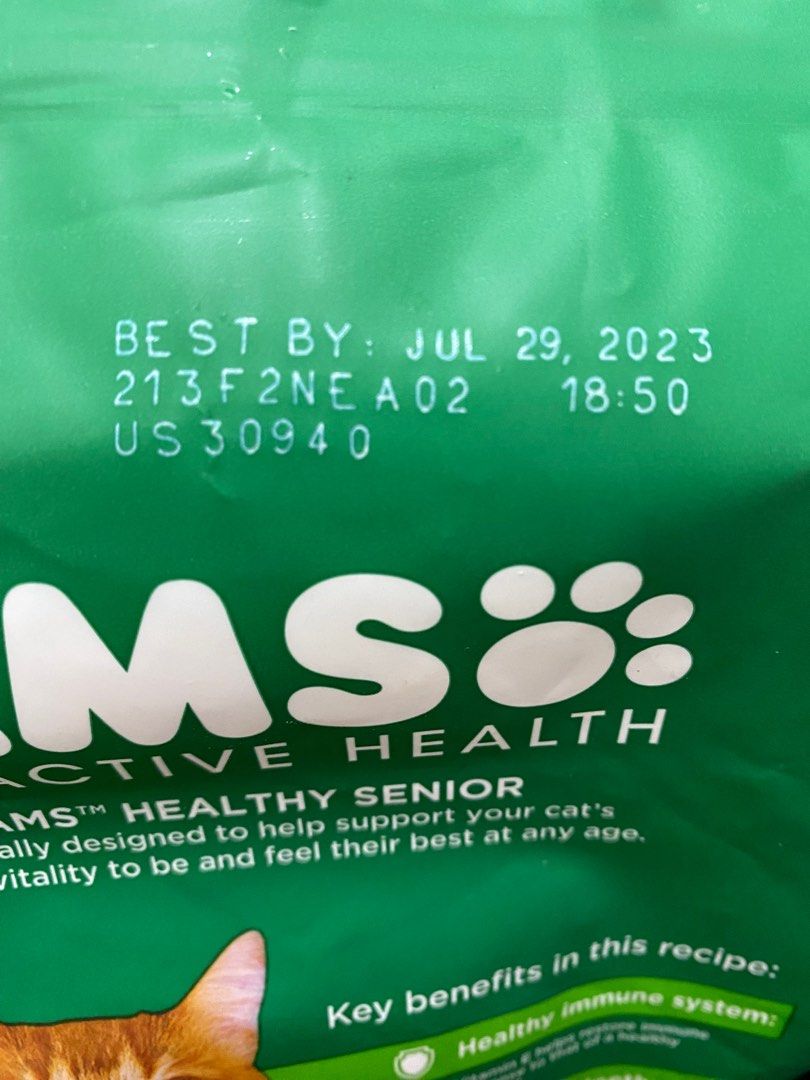 BEST BY: JUL 29, 2023
213F2NEA02 18:50
US30940
AMS
ACTIVE HEALTH
AMS™ HEALTHY SENIOR
ally designed to help support your cat's
vitality to be and feel their best at any age.
Key benefits in this recipe:
Healthy immune system: